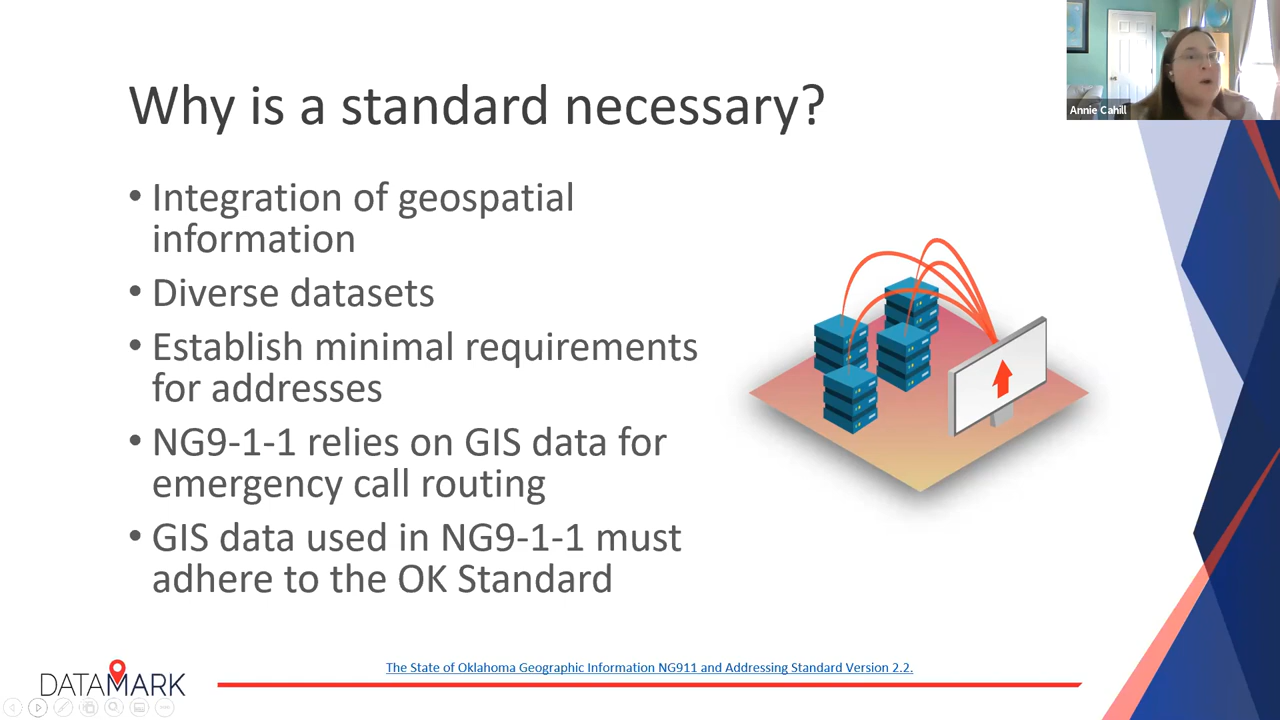 Annie Cahill
Why is a standard necessary?
• Integration of geospatial
information
• Diverse datasets
• Establish minimal requirements
for addresses
• NG9-1-1 relies on GIS data for
emergency call routing
• GIS data used in NG9-1-1 must
adhere to the OK Standard
The State of Oklahoma Geographic Information NG911 and Addressing Standard Version 2.2.
DATAMARK